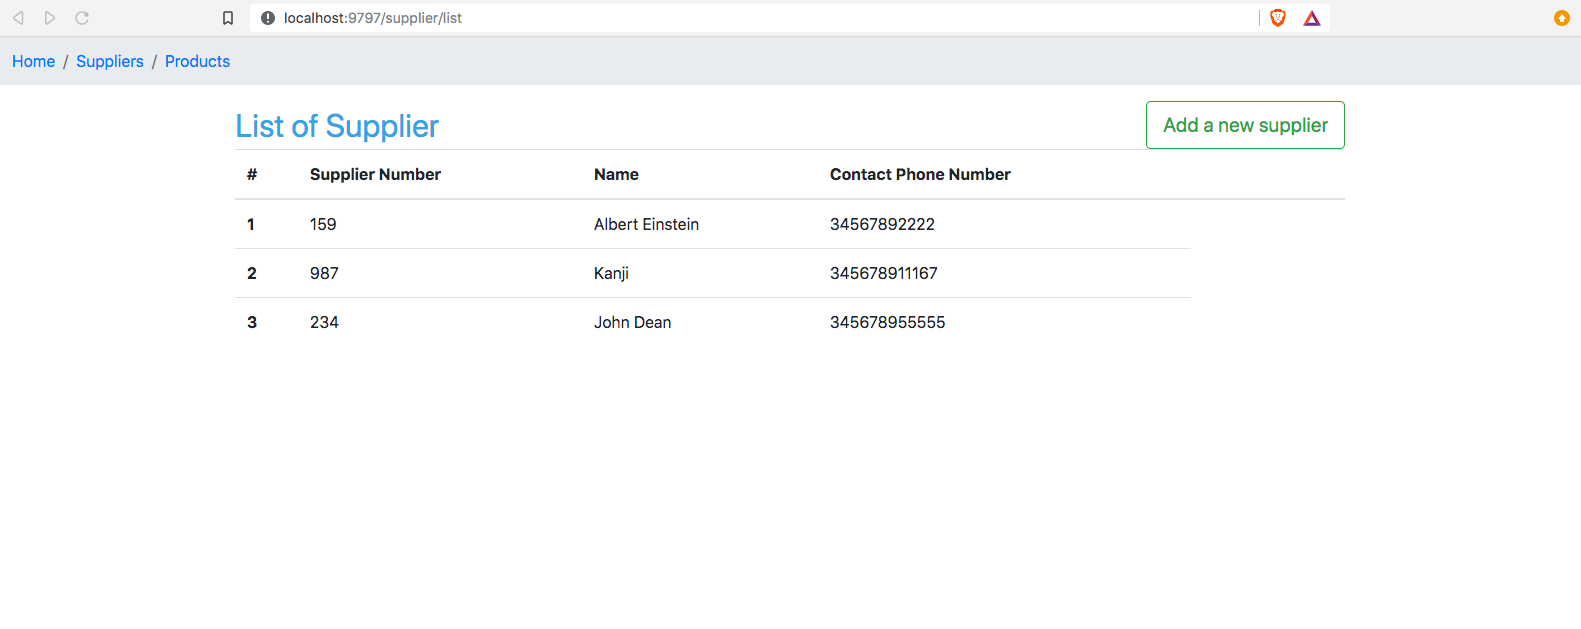 localhost:9797/supplier/list
Home / Suppliers / Products
List of Supplier
Add a new supplier
# Supplier Number Name Contact Phone Number
1 159 Albert Einstein 34567892222
2 987 Kanji 345678911167
3 234 John Dean 345678955555